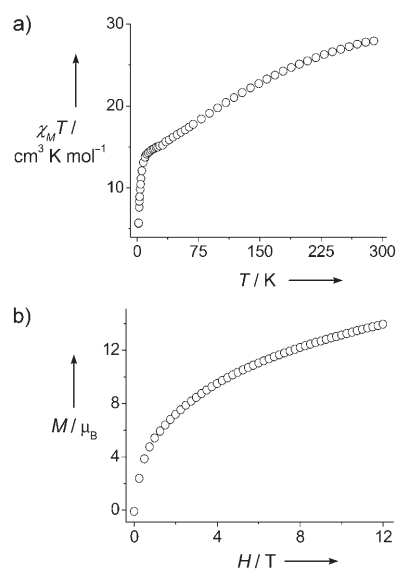 a)
30
20
10
χMT /
cm3 K mol−1
0 75 150 225 300
T / K
b)
12
8
4
0
M / μB
0 4 8 12
H / T